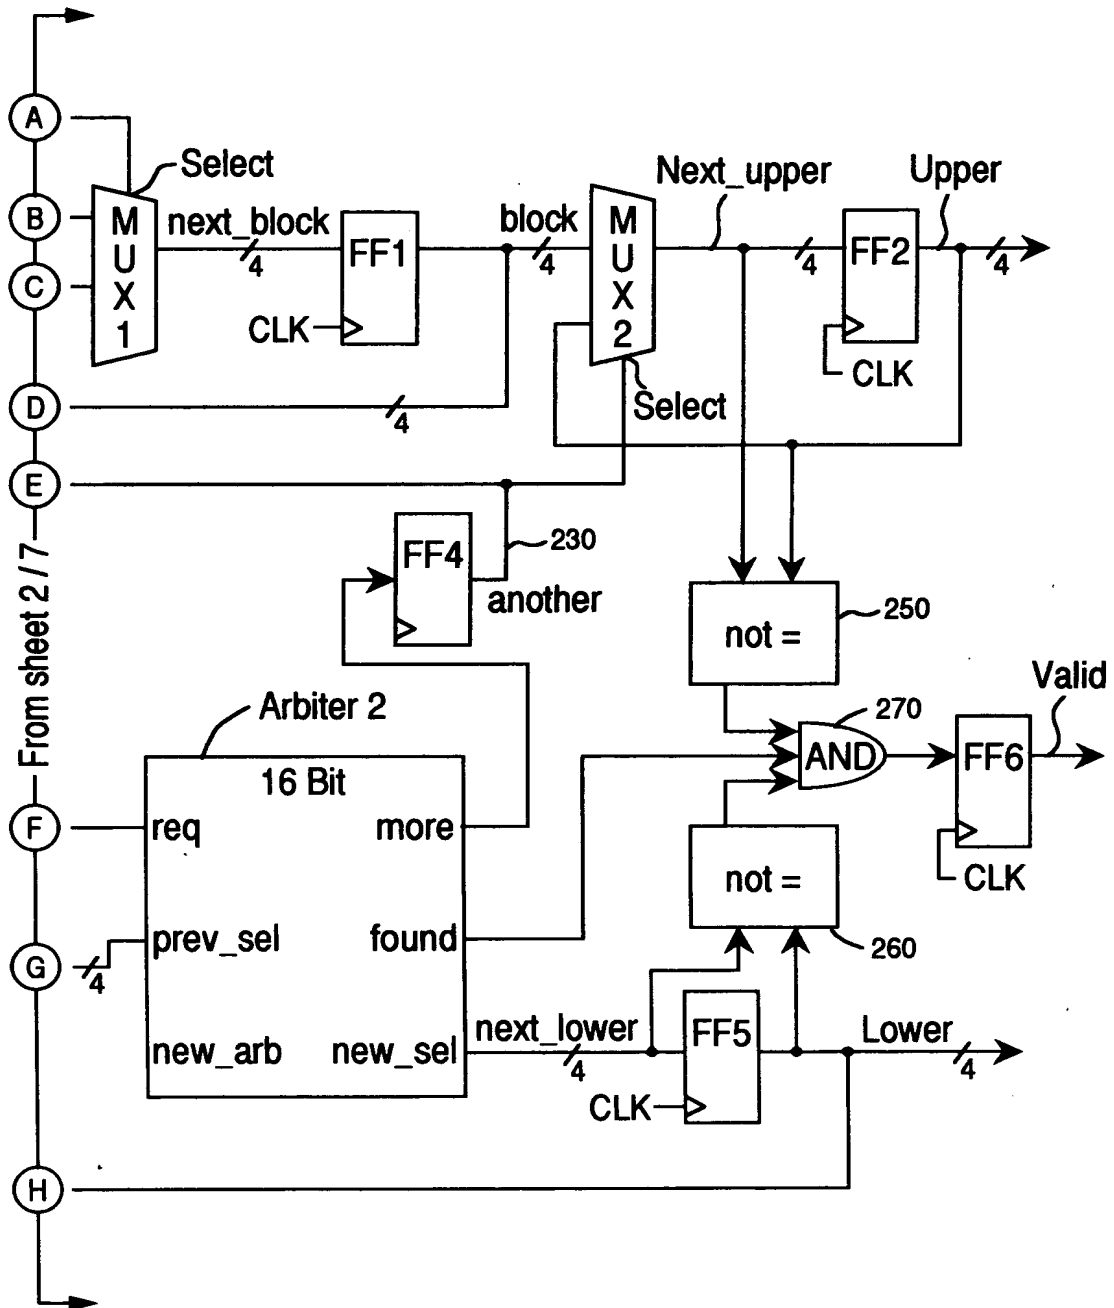 A
Select
Next_upper
Upper
B
M
U
X
1
next_block
4
FF1
CLK
block
4
M
U
X
2
4
FF2
CLK
4
C
D
4
Select
E
FF4
230
another
not =
250
From sheet 2 / 7
Arbiter 2
270
Valid
16 Bit
AND
FF6
CLK
F
req
more
not =
260
G
4
prev_sel
found
new_arb
new_sel
next_lower
4
FF5
CLK
Lower
4
H